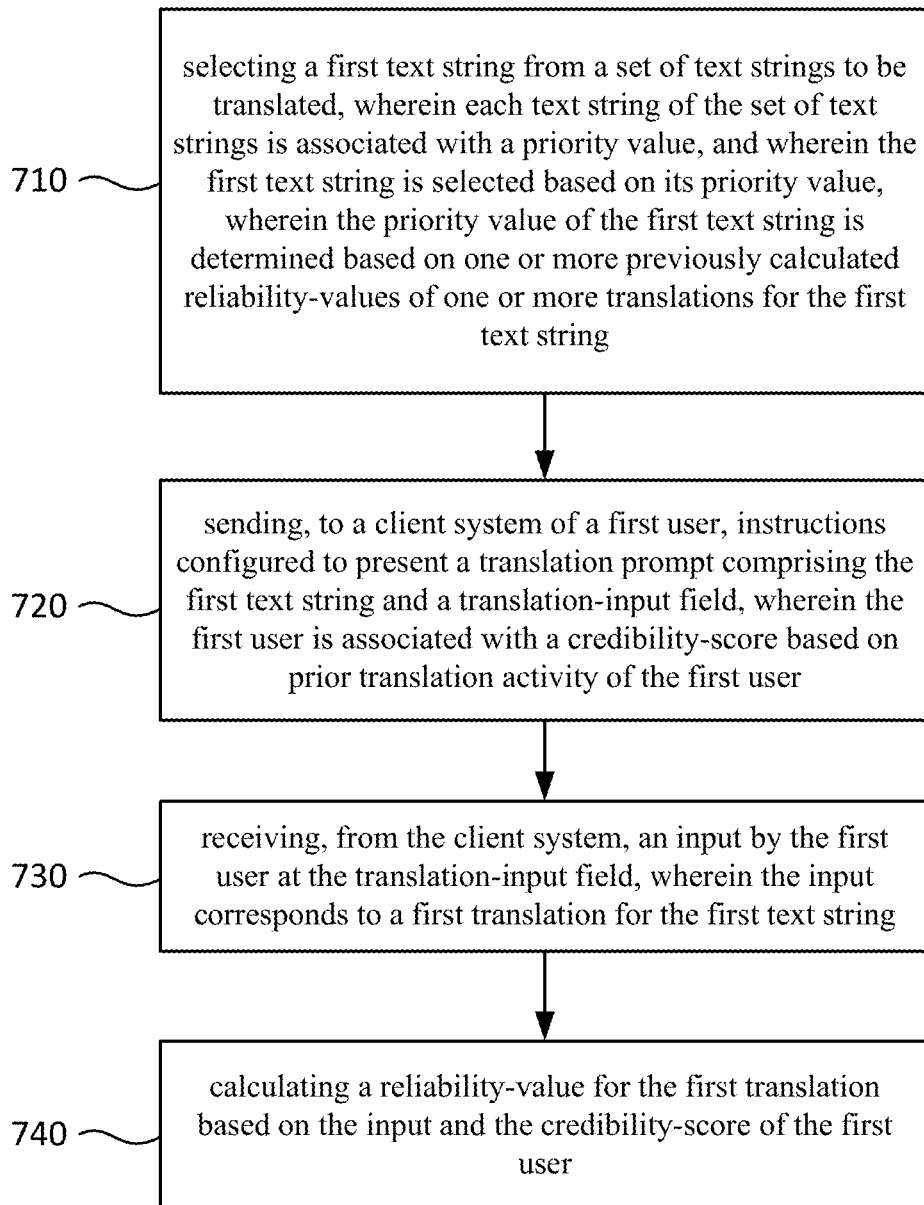 selecting a first text string from a set of text strings to be
translated, wherein each text string of the set of text
strings is associated with a priority value, and wherein the
710
first text string is selected based on its priority value,
wherein the priority value of the first text string is
determined based on one or more previously calculated
reliability-values of one or more translations for the first
text string
sending, to a client system of a first user, instructions
configured to present a translation prompt comprising the
720
first text string and a translation-input field, wherein the
first user is associated with a credibility-score based on
prior translation activity of the first user
receiving, from the client system, an input by the first
730
user at the translation-input field, wherein the input
corresponds to a first translation for the first text string
calculating a reliability-value for the first translation
740
based on the input and the credibility-score of the first
user